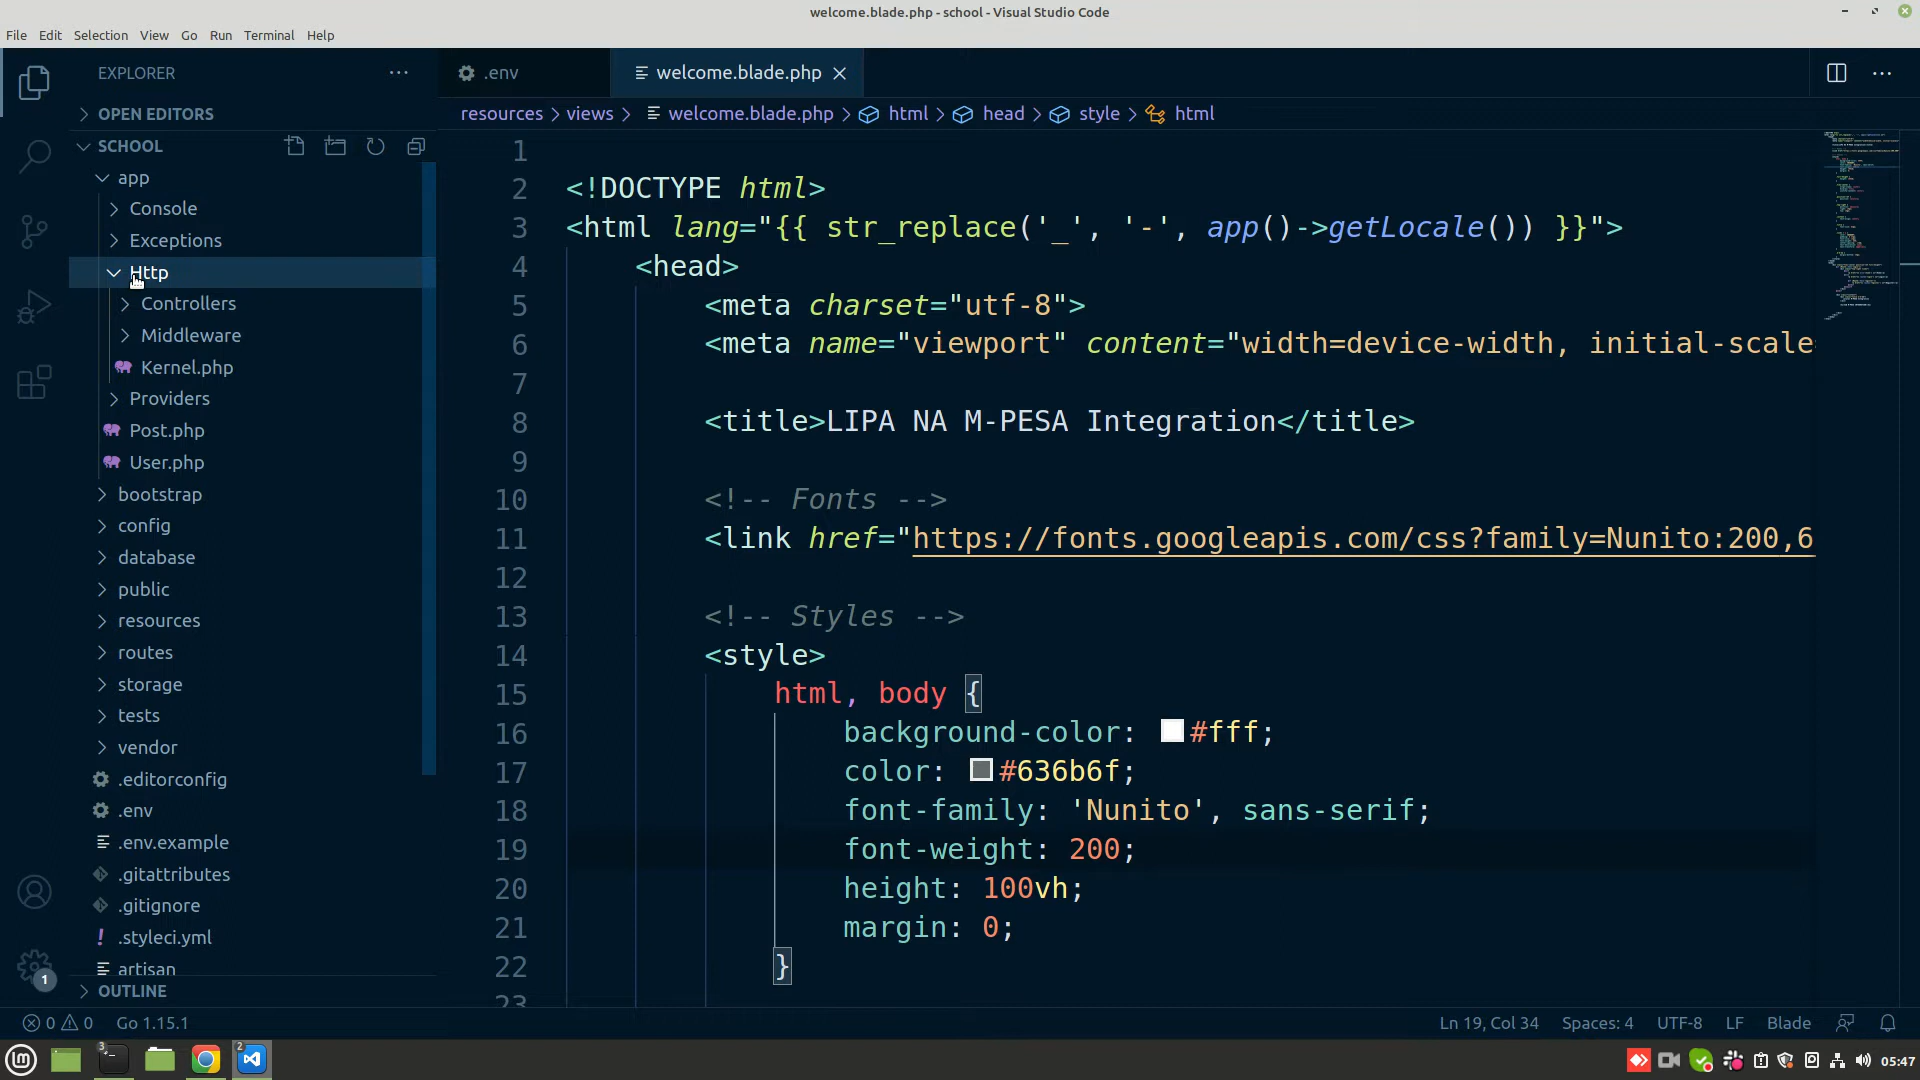 welcome.blade.php - school - Visual Studio Code
File Edit Selection View Go Run Terminal Help
EXPLORER
OPEN EDITORS
SCHOOL
app
Console
Exceptions
Http
Controllers
Middleware
Kernel.php
Providers
Post.php
User.php
bootstrap
config
database
public
resources
routes
storage
tests
vendor
.editorconfig
.env
.env.example
.gitattributes
.gitignore
.styleci.yml
artisan
OUTLINE
.env welcome.blade.php
resources > views > welcome.blade.php > html > head > style > html
1
2 <!DOCTYPE html>
3 <html lang="{{ str_replace('_', '-', app()->getLocale()) }}">
4 <head>
5 <meta charset="utf-8">
6 <meta name="viewport" content="width=device-width, initial-scale
7
8 <title>LIPA NA M-PESA Integration</title>
9
10 <!-- Fonts -->
11 <link href="https://fonts.googleapis.com/css?family=Nunito:200,6
12
13 <!-- Styles -->
14 <style>
15 html, body {
16 background-color: #fff;
17 color: #636b6f;
18 font-family: 'Nunito', sans-serif;
19 font-weight: 200;
20 height: 100vh;
21 margin: 0;
22 }
23
1
0 0 Go 1.15.1 Ln 19, Col 34 Spaces: 4 UTF-8 LF Blade
3 2 05:47